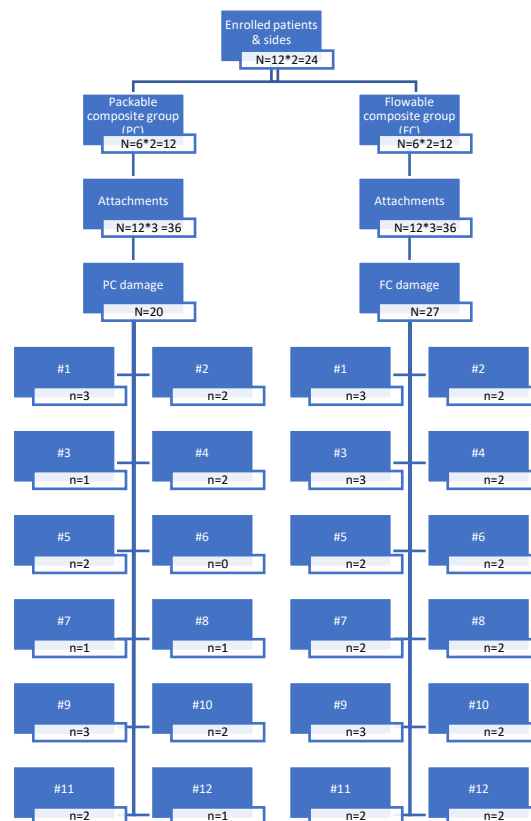 Enrolled patients
& sides
N=12*2=24
Packable
composite group
(PC)
N=6*2=12
Flowable
composite group
(FC)
N=6*2=12
Attachments
N=12*3 =36
Attachments
N=12*3=36
PC damage
N=20
FC damage
N=27
#1
n=3
#2
n=2
#1
n=3
#2
n=2
#3
n=1
#4
n=2
#3
n=3
#4
n=2
#5
n=2
#6
n=0
#5
n=2
#6
n=2
#7
n=1
#8
n=1
#7
n=2
#8
n=2
#9
n=3
#10
n=2
#9
n=3
#10
n=2
#11
n=2
#12
n=1
#11
n=2
#12
n=2